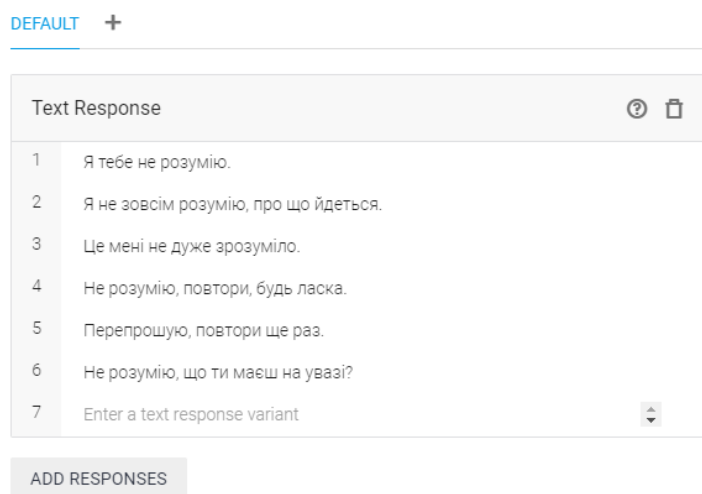 DEFAULT +
Text Response
1 Я тебе не розумію.
2 Я не зовсім розумію, про що йдеться.
3 Це мені не дуже зрозуміло.
4 Не розумію, повтори, будь ласка.
5 Перепрошую, повтори ще раз.
6 Не розумію, що ти маєш на увазі?
7 Enter a text response variant
ADD RESPONSES